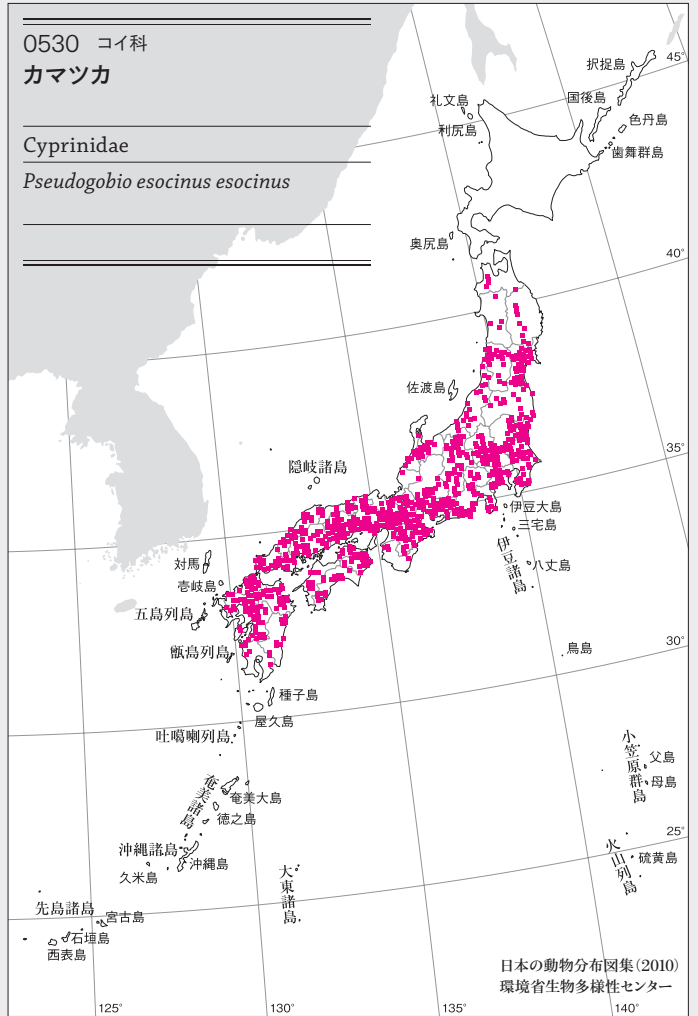 0530 コイ科
カマツカ
Cyprinidae
Pseudogobio esocinus esocinus
45°
択捉島
礼文島
国後島
色丹島
利尻島
歯舞群島
奥尻島
40°
佐渡島
35°
隠岐諸島
伊豆大島
三宅島
伊豆諸島
八丈島
対馬
壱岐島
五島列島
甑島列島
30°
鳥島
種子島
屋久島
吐噶喇列島
小笠原群島
父島
母島
奄美諸島
奄美大島
徳之島
25°
沖縄諸島
沖縄島
久米島
火山列島
硫黄島
大東諸島
先島諸島
宮古島
石垣島
西表島
日本の動物分布図集(2010)
環境省生物多様性センター
125°
130°
135°
140°